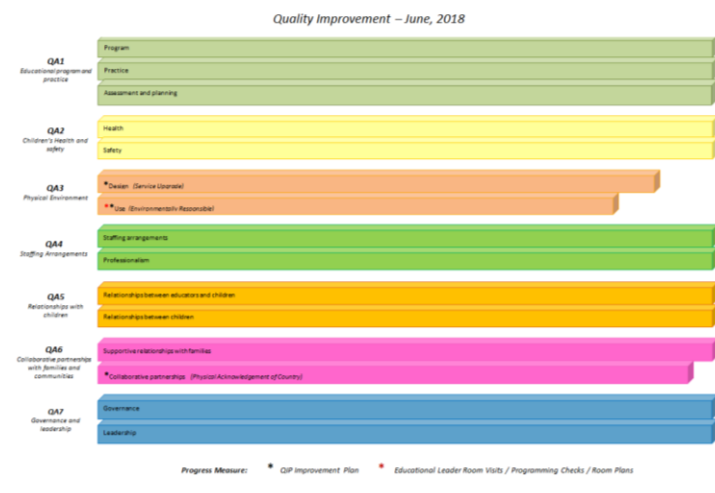 Quality Improvement – June, 2018
QA1
Educational program and
practice
Program
Practice
Assessment and planning
QA2
Children's Health and
safety
Health
Safety
QA3
Physical Environment
*Design (Service Upgrade)
**Use (Environmentally Responsible)
QA4
Staffing Arrangements
Staffing arrangements
Professionalism
QA5
Relationships with
children
Relationships between educators and children
Relationships between children
QA6
Collaborative partnerships
with families and
communities
Supportive relationships with families
*Collaborative partnerships (Physical Acknowledgement of Country)
QA7
Governance and
leadership
Governance
Leadership
Progress Measure: * QIP Improvement Plan * Educational Leader Room Visits / Programming Checks / Room Plans